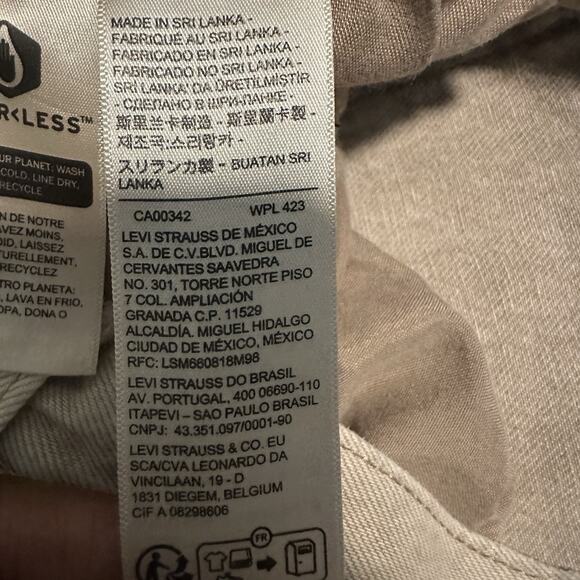 R<LESS™
UR PLANET: WASH
COLD, LINE DRY,
RECYCLE
N DE NOTRE
AVEZ MOINS,
OID, LAISSEZ
TURELLEMENT,
RECYCLEZ
TRO PLANETA:
, LAVA EN FRIO,
OPA, DONA O
MADE IN SRI LANKA -
FABRIQUÉ AU SRI LANKA -
FABRICADO EN SRI LANKA -
FABRICADO NO SRI LANKA -
SRİ LANKA' DA ÜRETİLMİŞTİR
- СДЕЛАНО В ШРИ-ЛАНКЕ -
斯里兰卡制造 - 斯里蘭卡製 -
제조국:스리랑카 -
スリランカ製 - BUATAN SRI
LANKA
CA00342 WPL 423
LEVI STRAUSS DE MÉXICO
S.A. DE C.V.BLVD. MIGUEL DE
CERVANTES SAAVEDRA
NO. 301, TORRE NORTE PISO
7 COL. AMPLIACIÓN
GRANADA C.P. 11529
ALCALDÍA. MIGUEL HIDALGO
CIUDAD DE MÉXICO, MÉXICO
RFC: LSM660818M98
LEVI STRAUSS DO BRASIL
AV. PORTUGAL, 400 06690-110
ITAPEVI – SAO PAULO BRASIL
CNPJ: 43.351.097/0001-90
LEVI STRAUSS & CO. EU
SCA/CVA LEONARDO DA
VINCILAAN, 19 - D
1831 DIEGEM, BELGIUM
CIF A 08298606
FR